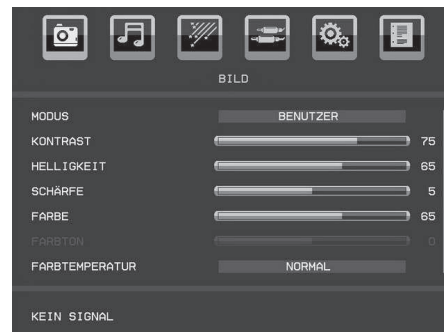 BILD
MODUS BENUTZER
KONTRAST 75
HELLIGKEIT 65
SCHÄRFE 5
FARBE 65
FARBTON 0
FARBTEMPERATUR NORMAL
KEIN SIGNAL